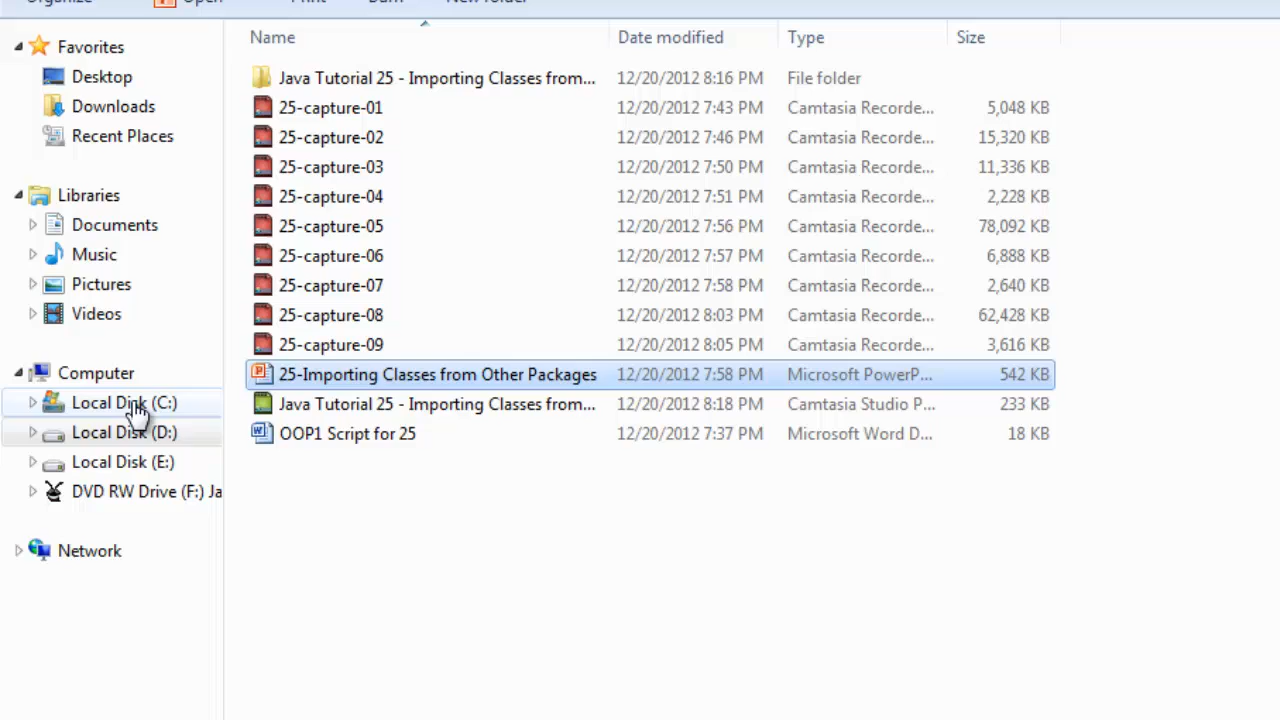 Organize Open Print Burn New folder
Name Date modified Type Size
Favorites
Desktop
Downloads
Recent Places
Libraries
Documents
Music
Pictures
Videos
Computer
Local Disk (C:)
Local Disk (D:)
Local Disk (E:)
DVD RW Drive (F:) Ja
Network
Java Tutorial 25 - Importing Classes from... 12/20/2012 8:16 PM File folder
25-capture-01 12/20/2012 7:43 PM Camtasia Recorde... 5,048 KB
25-capture-02 12/20/2012 7:46 PM Camtasia Recorde... 15,320 KB
25-capture-03 12/20/2012 7:50 PM Camtasia Recorde... 11,336 KB
25-capture-04 12/20/2012 7:51 PM Camtasia Recorde... 2,228 KB
25-capture-05 12/20/2012 7:56 PM Camtasia Recorde... 78,092 KB
25-capture-06 12/20/2012 7:57 PM Camtasia Recorde... 6,888 KB
25-capture-07 12/20/2012 7:58 PM Camtasia Recorde... 2,640 KB
25-capture-08 12/20/2012 8:03 PM Camtasia Recorde... 62,428 KB
25-capture-09 12/20/2012 8:05 PM Camtasia Recorde... 3,616 KB
25-Importing Classes from Other Packages 12/20/2012 7:58 PM Microsoft PowerP... 542 KB
Java Tutorial 25 - Importing Classes from... 12/20/2012 8:18 PM Camtasia Studio P... 233 KB
OOP1 Script for 25 12/20/2012 7:37 PM Microsoft Word D... 18 KB